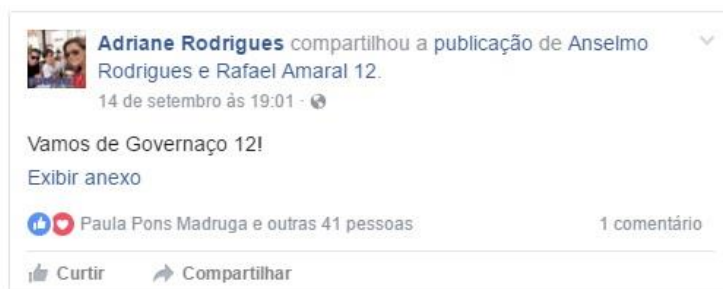 Adriane Rodrigues compartilhou a publicação de Anselmo
Rodrigues e Rafael Amaral 12.
14 de setembro às 19:01 ·
Vamos de Governaço 12!
Exibir anexo
Paula Pons Madruga e outras 41 pessoas 1 comentário
Curtir Compartilhar